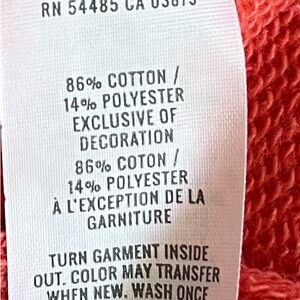 RN 54485 CA 03675
86% COTTON /
14% POLYESTER
EXCLUSIVE OF
DECORATION
86% COTON /
14% POLYESTER
À L'EXCEPTION DE LA
GARNITURE
TURN GARMENT INSIDE
OUT. COLOR MAY TRANSFER
WHEN NEW. WASH ONCE